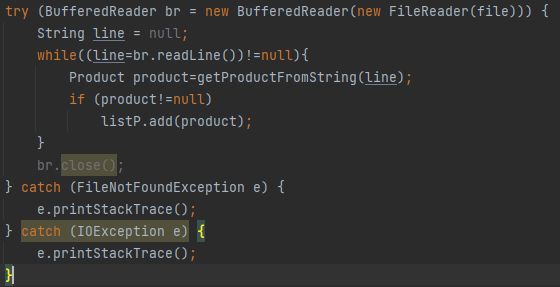 try (BufferedReader br = new BufferedReader(new FileReader(file))) {
    String line = null;
    while((line=br.readLine())!=null){
        Product product=getProductFromString(line);
        if (product!=null)
            listP.add(product);
    }
    br.close();
} catch (FileNotFoundException e) {
    e.printStackTrace();
} catch (IOException e) {
    e.printStackTrace();
}